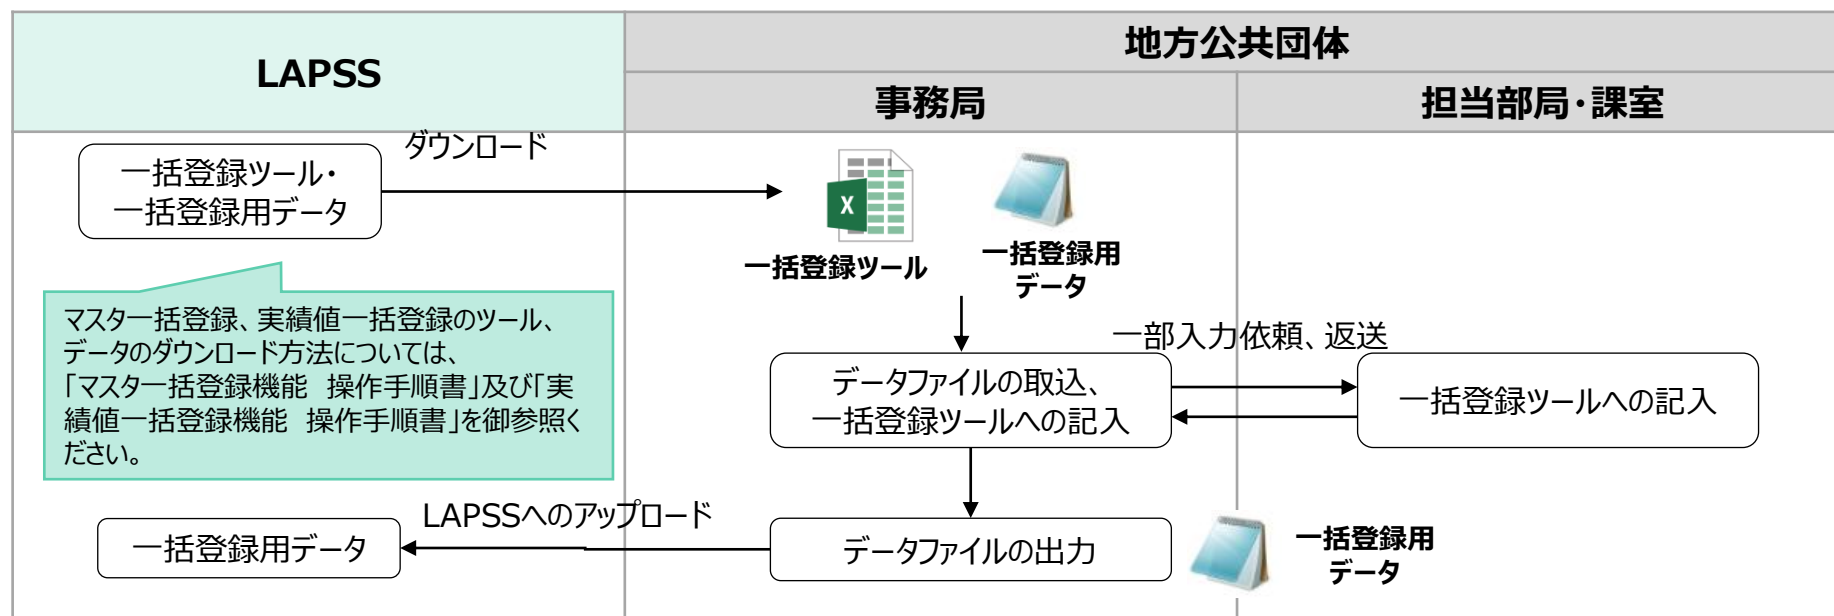 LAPSS
地方公共団体
事務局
担当部局・課室
一括登録ツール・
一括登録用データ
ダウンロード
一括登録ツール
一括登録用
データ
マスタ一括登録、実績値一括登録のツール、
データのダウンロード方法については、
「マスタ一括登録機能　操作手順書」及び「実
績値一括登録機能　操作手順書」を御参照く
ださい。
データファイルの取込、
一括登録ツールへの記入
一部入力依頼、返送
一括登録ツールへの記入
一括登録用データ
LAPSSへのアップロード
データファイルの出力
一括登録用
データ